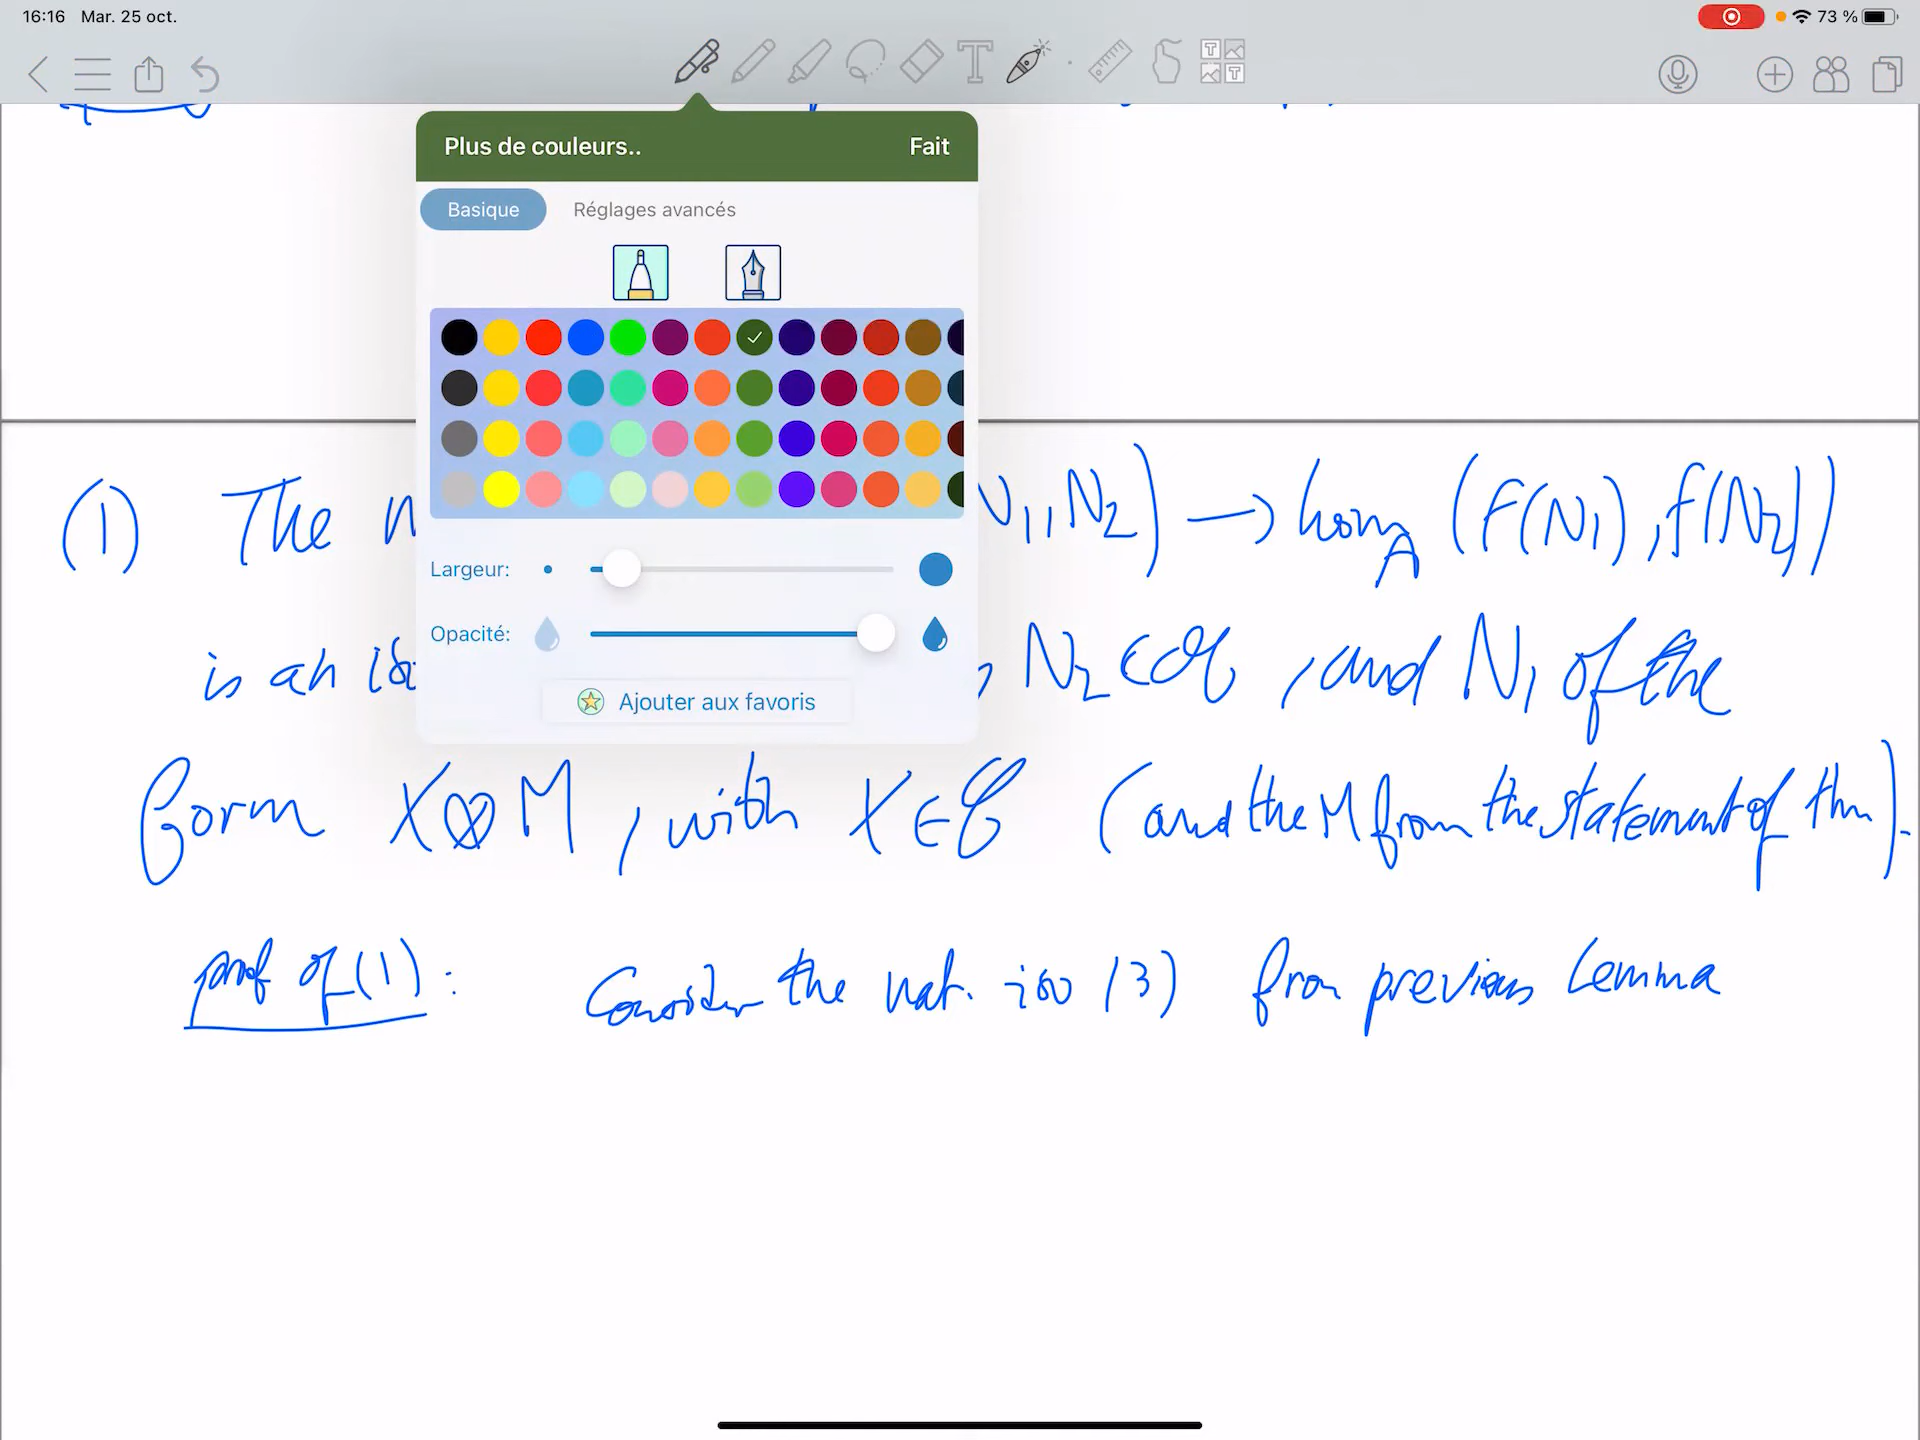 16:16 Mar. 25 oct. 73 %
Plus de couleurs.. Fait
Basique Réglages avancés
Largeur:
Opacité:
Ajouter aux favoris
(1) The N₁, N₂) → hom_A (F(N₁), F(N₂))
is an N₂ ∈ , and N₁ of the
form X⊗M, with X∈𝒞 (and the M from the statement of thm).
proof of (1): Consider the nat. iso (3) from previous Lemma